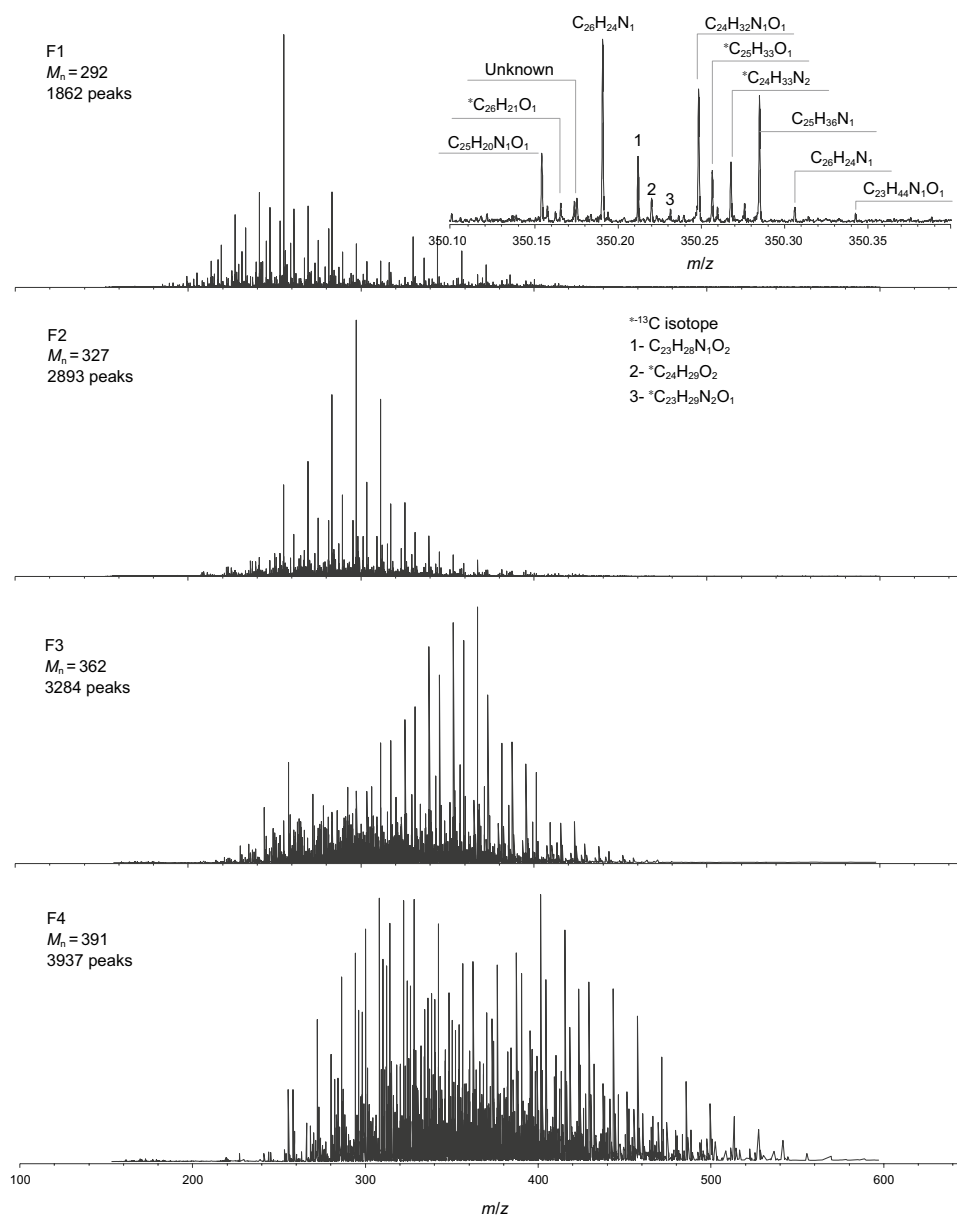 F1
Mn = 292
1862 peaks
C26H24N1
C24H32N1O1
*C25H33O1
Unknown
*C24H33N2
*C26H21O1
C25H36N1
C25H20N1O1
1
C26H24N1
2
3
C23H44N1O1
350.10 350.15 350.20 350.25 350.30 350.35
m/z
F2
Mn = 327
2893 peaks
*-13C isotope
1- C23H28N1O2
2- *C24H29O2
3- *C23H29N2O1
F3
Mn = 362
3284 peaks
F4
Mn = 391
3937 peaks
100 200 300 400 500 600
m/z